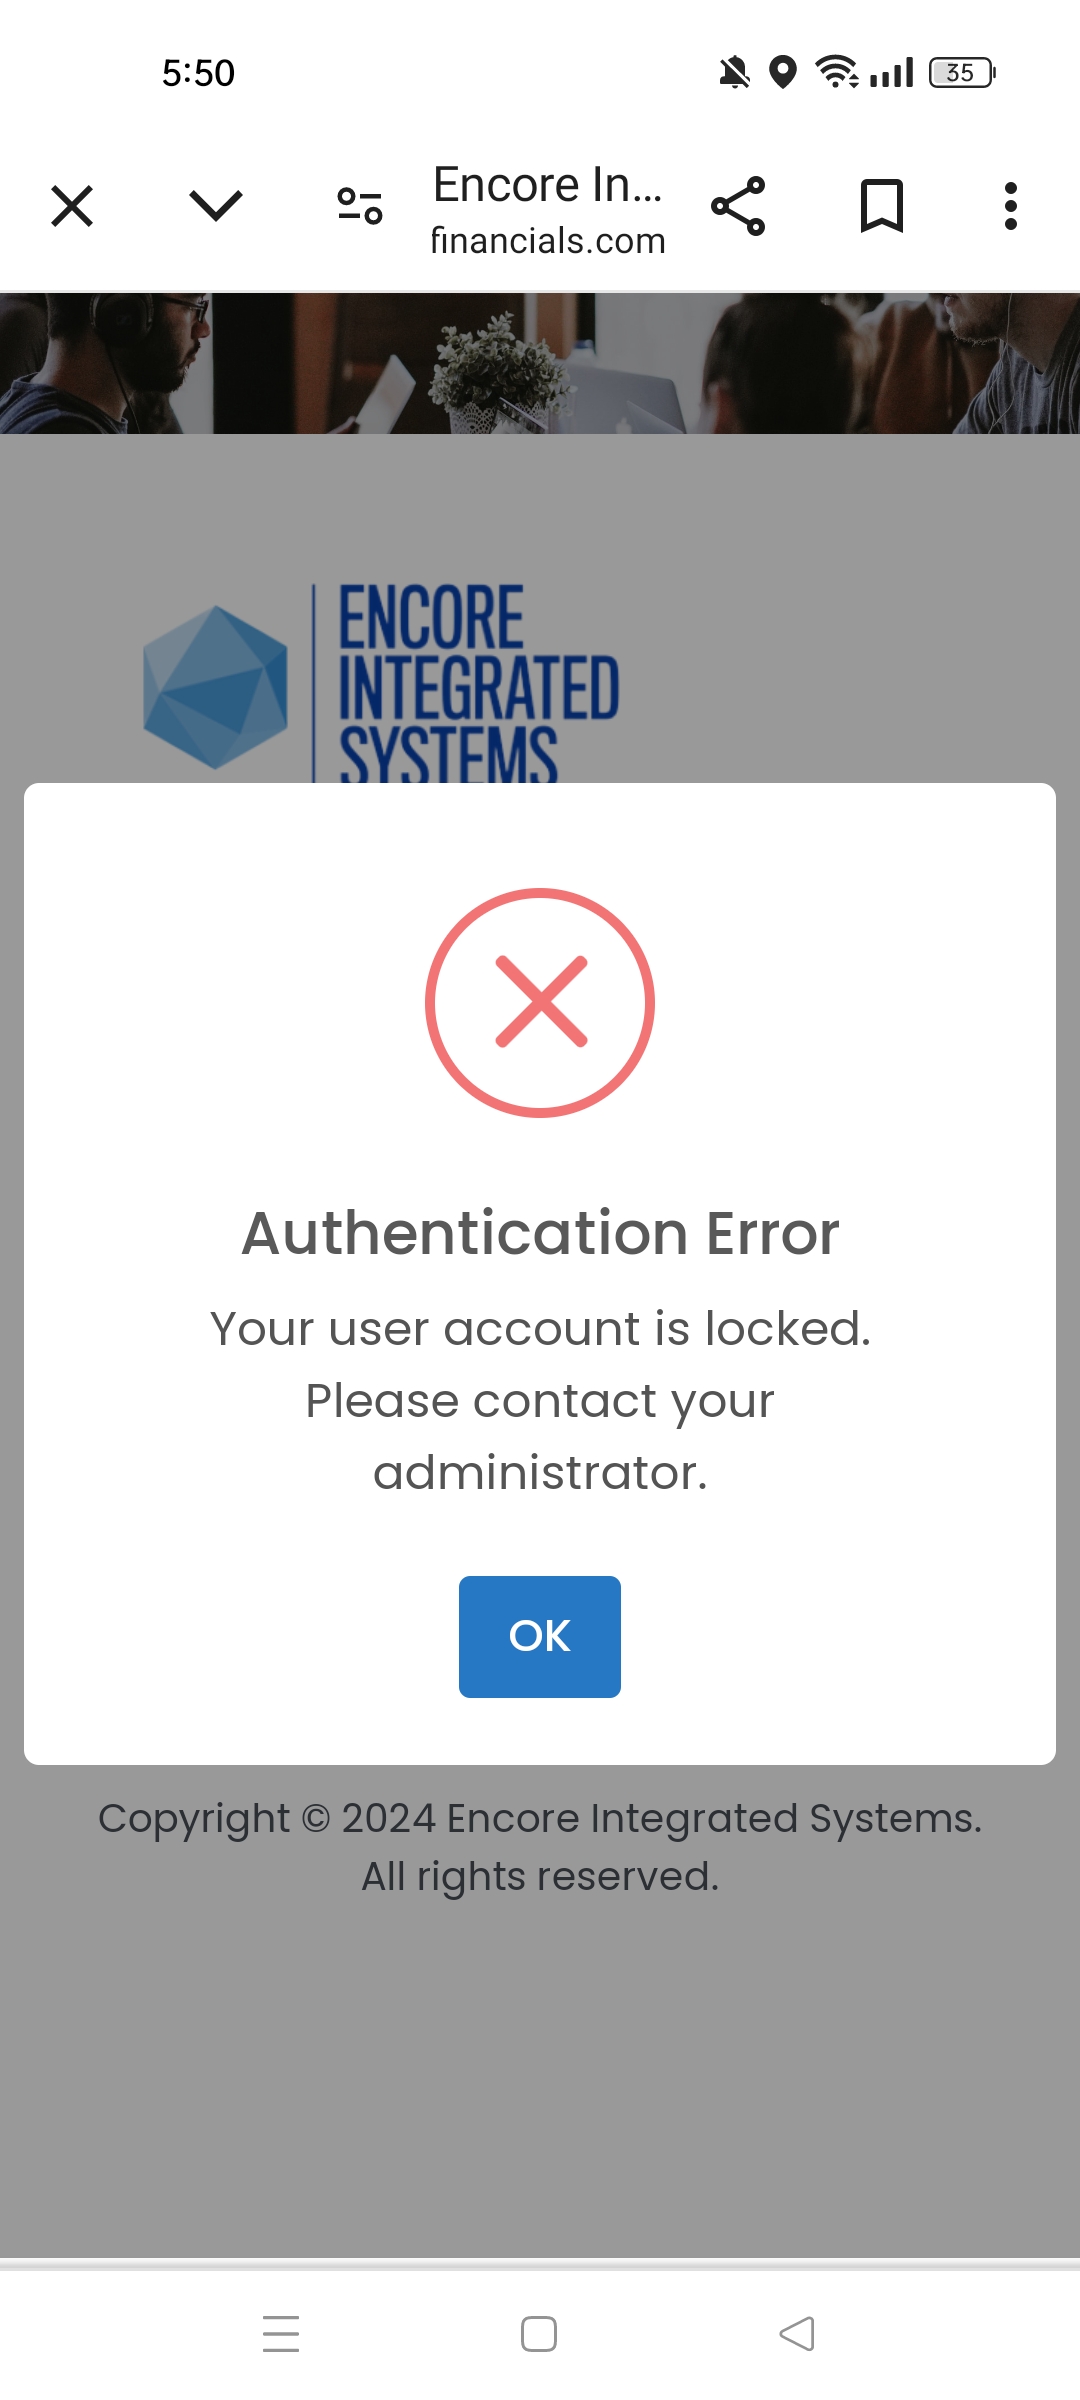 5:50
35
Encore In...
financials.com
ENCORE
INTEGRATED
SYSTEMS
Authentication Error
Your user account is locked.
Please contact your
administrator.
OK
Copyright © 2024 Encore Integrated Systems.
All rights reserved.